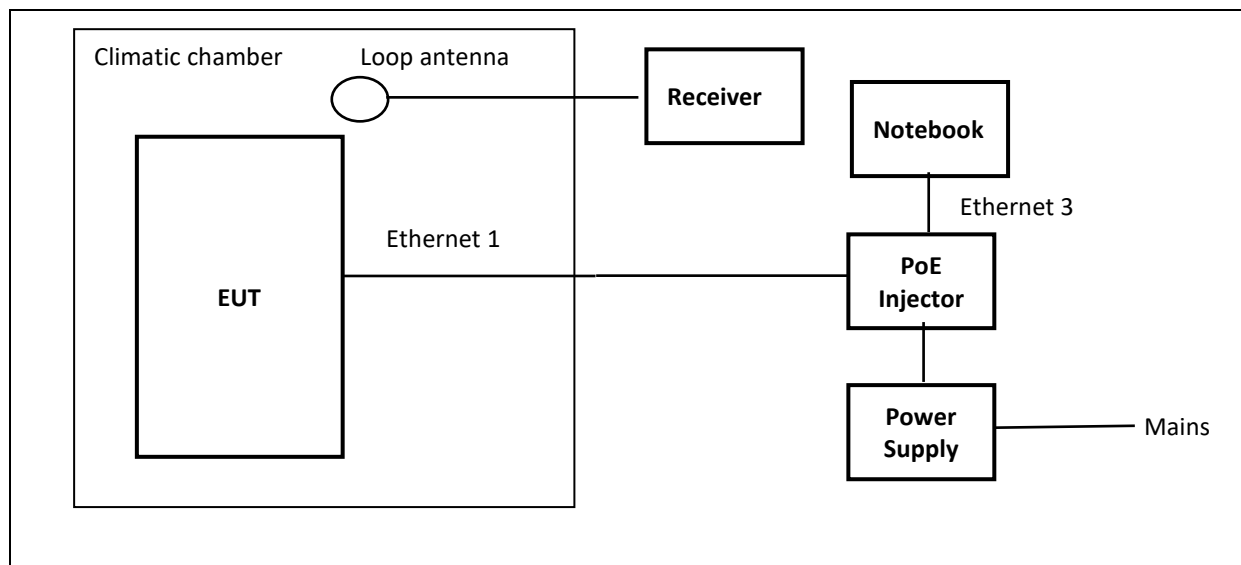 Climatic chamber
Loop antenna
Receiver
Notebook
Ethernet 3
Ethernet 1
EUT
PoE
Injector
Power
Supply
Mains